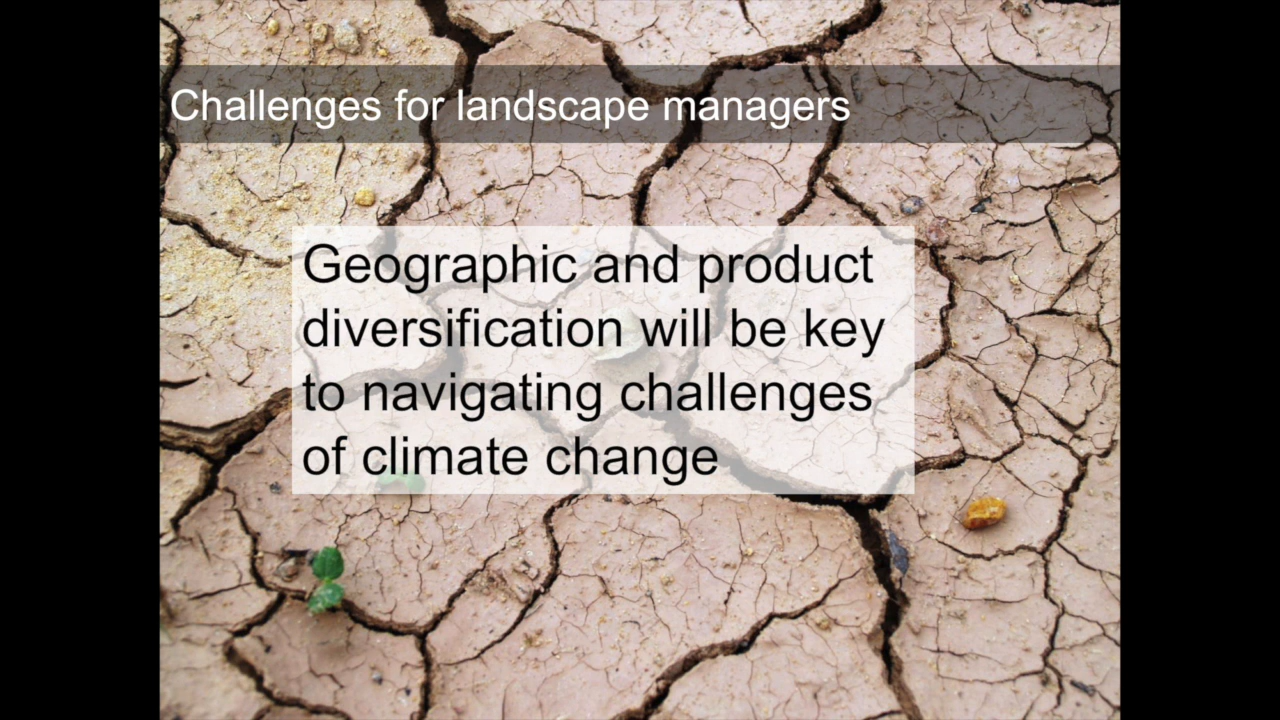 Challenges for landscape managers
Geographic and product
diversification will be key
to navigating challenges
of climate change